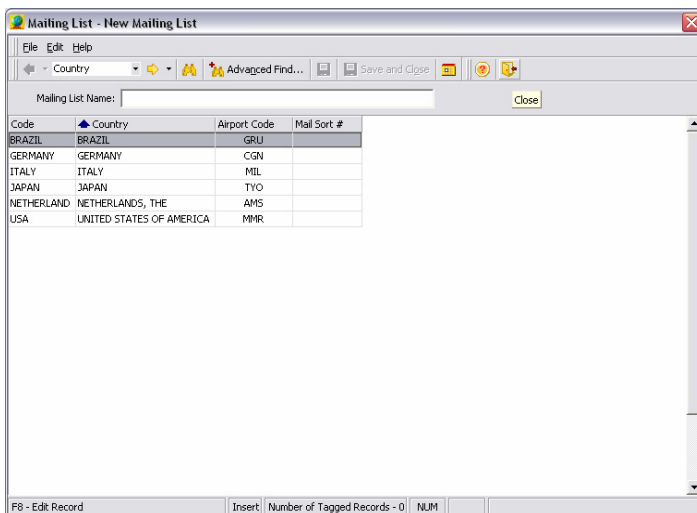 Mailing List - New Mailing List
File Edit Help
Country Advanced Find... Save and Close
Mailing List Name: Close
Code Country Airport Code Mail Sort #
BRAZIL BRAZIL GRU
GERMANY GERMANY CGN
ITALY ITALY MIL
JAPAN JAPAN TYO
NETHERLAND NETHERLANDS, THE AMS
USA UNITED STATES OF AMERICA MMR
F8 - Edit Record Insert Number of Tagged Records - 0 NUM